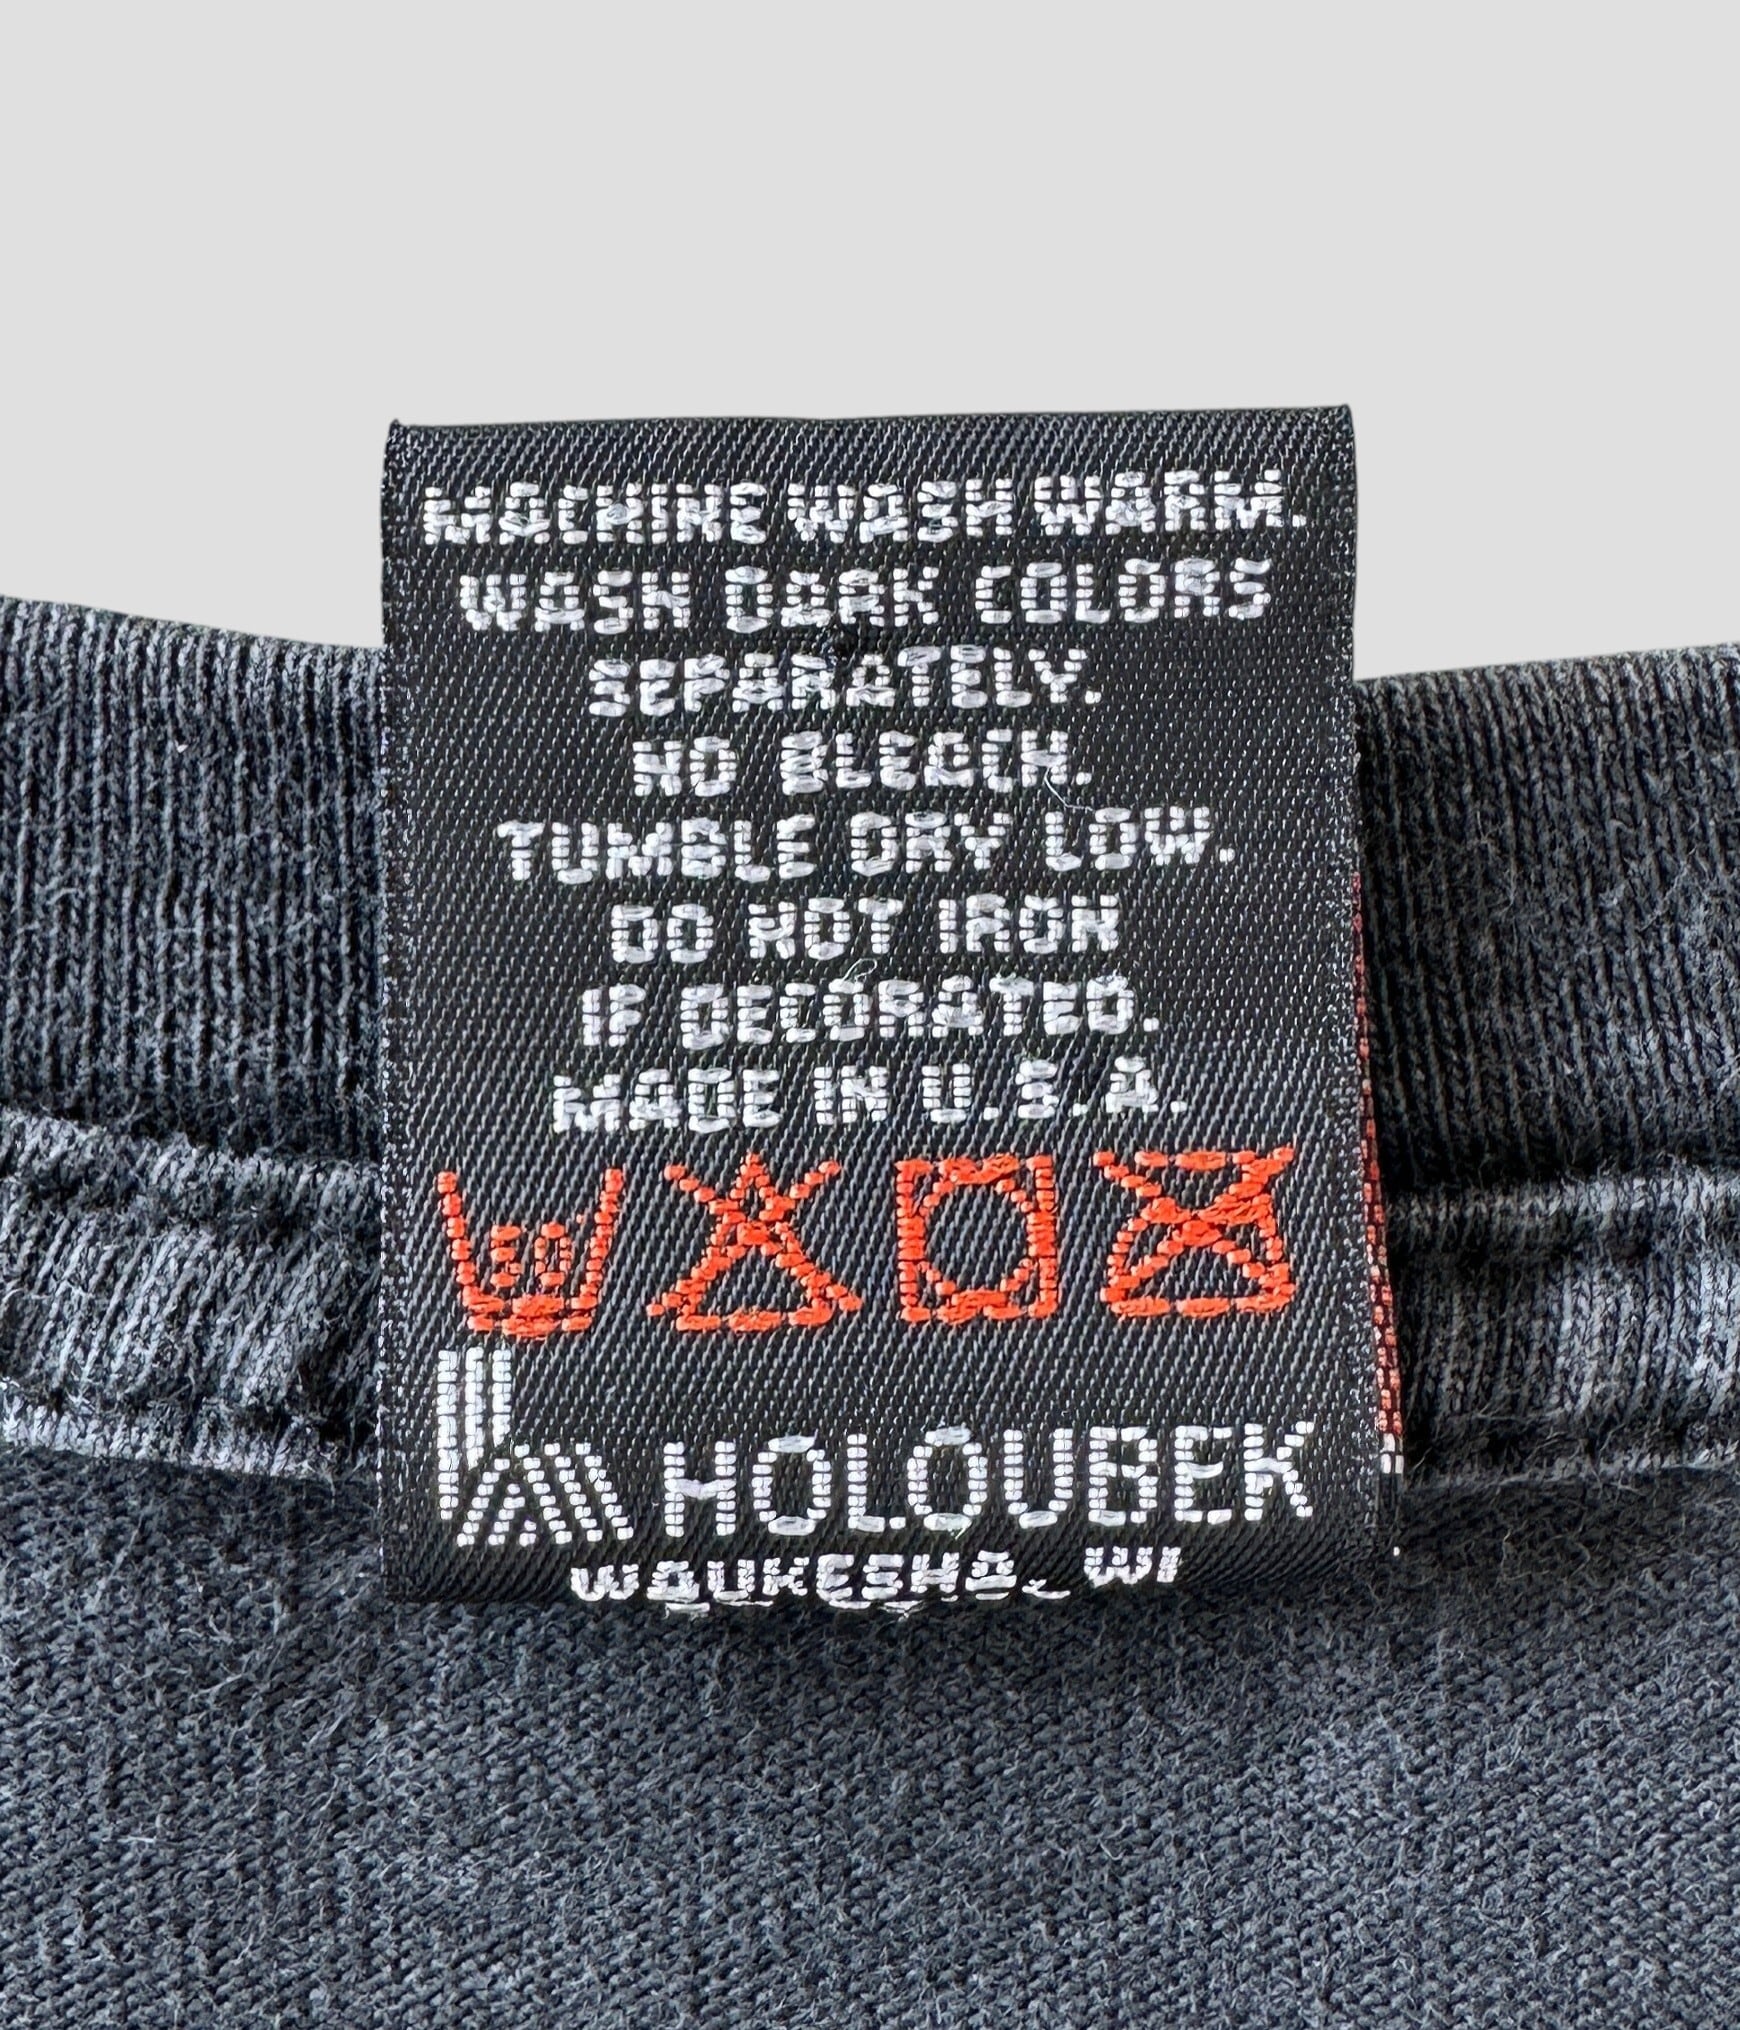 MACHINE WASH WARM.
WASH DARK COLORS
SEPARATELY.
NO BLEACH.
TUMBLE DRY LOW.
DO NOT IRON
IF DECORATED.
MADE IN U.S.A.
HOLOUBEK
WAUKESHA, WI